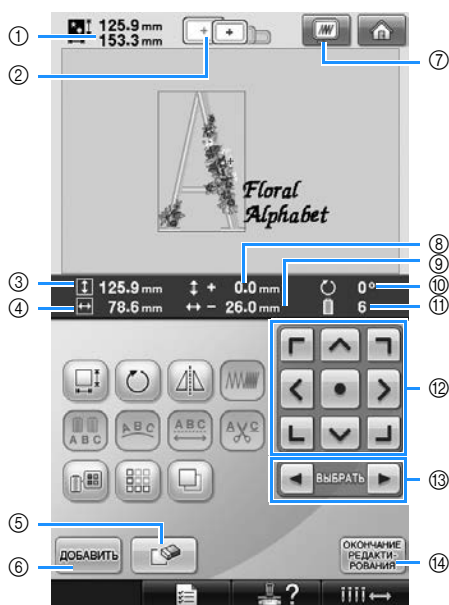 ① 125.9 mm
153.3 mm
②
⑦
Floral
Alphabet
③ 125.9 mm + 0.0 mm 0° ⑧ ⑩
④ 78.6 mm - 26.0 mm 6 ⑨ ⑪
⑫
A B C
A B C
A B C
A B C
⑬ ВЫБРАТЬ
⑤
⑥ ДОБАВИТЬ
ОКОНЧАНИЕ
РЕДАКТИ-
РОВАНИЯ
⑭
?